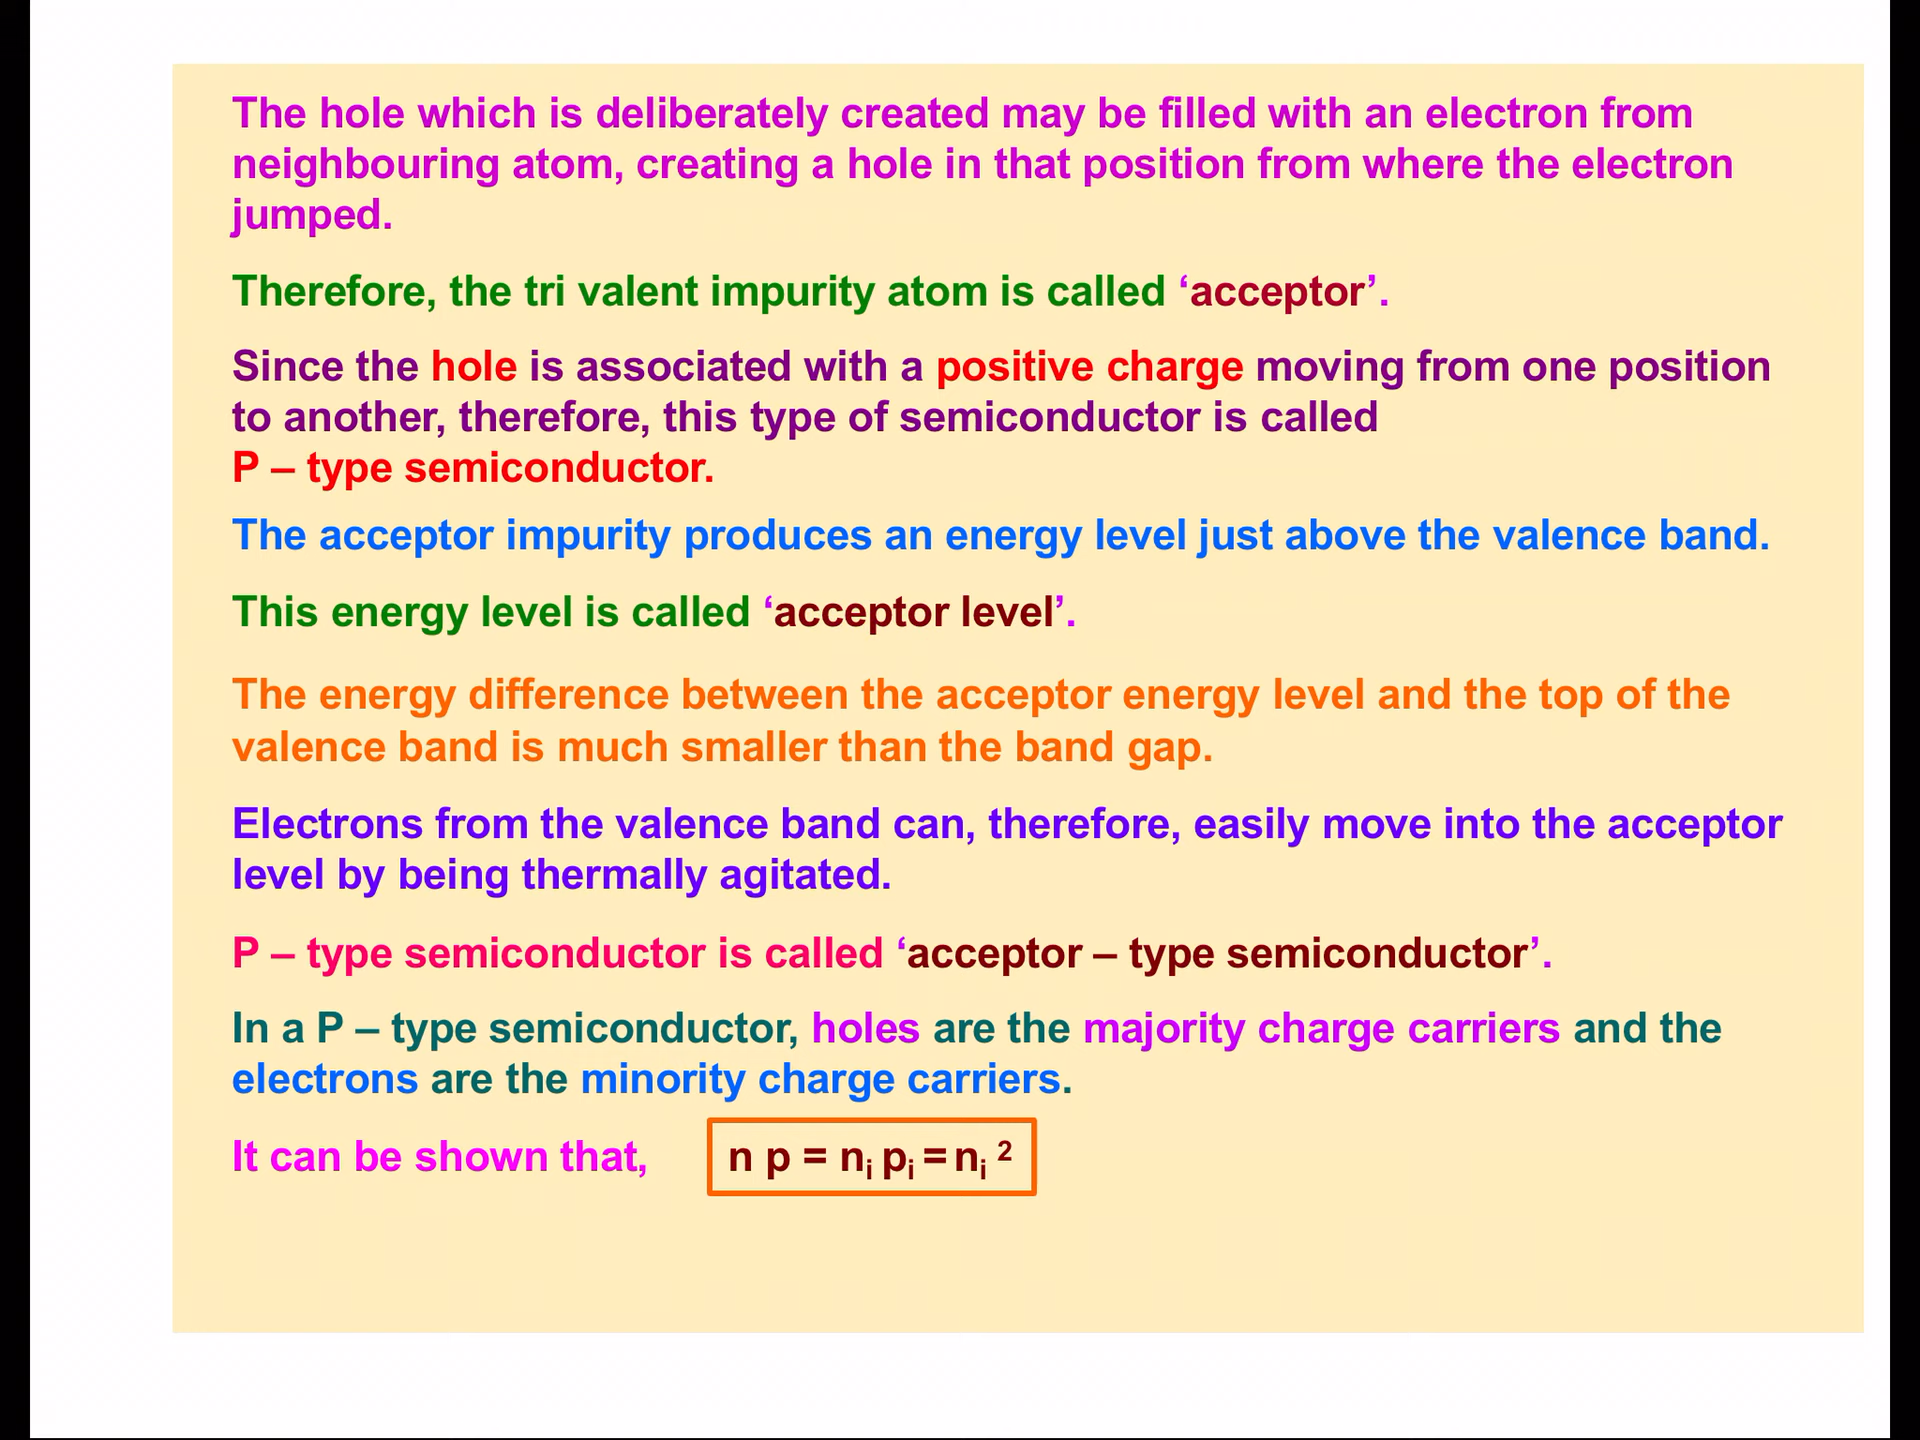 The hole which is deliberately created may be filled with an electron from
neighbouring atom, creating a hole in that position from where the electron
jumped.
Therefore, the tri valent impurity atom is called ‘acceptor’.
Since the hole is associated with a positive charge moving from one position
to another, therefore, this type of semiconductor is called
P – type semiconductor.
The acceptor impurity produces an energy level just above the valence band.
This energy level is called ‘acceptor level’.
The energy difference between the acceptor energy level and the top of the
valence band is much smaller than the band gap.
Electrons from the valence band can, therefore, easily move into the acceptor
level by being thermally agitated.
P – type semiconductor is called ‘acceptor – type semiconductor’.
In a P – type semiconductor, holes are the majority charge carriers and the
electrons are the minority charge carriers.
It can be shown that, n p = nᵢ pᵢ = nᵢ ²